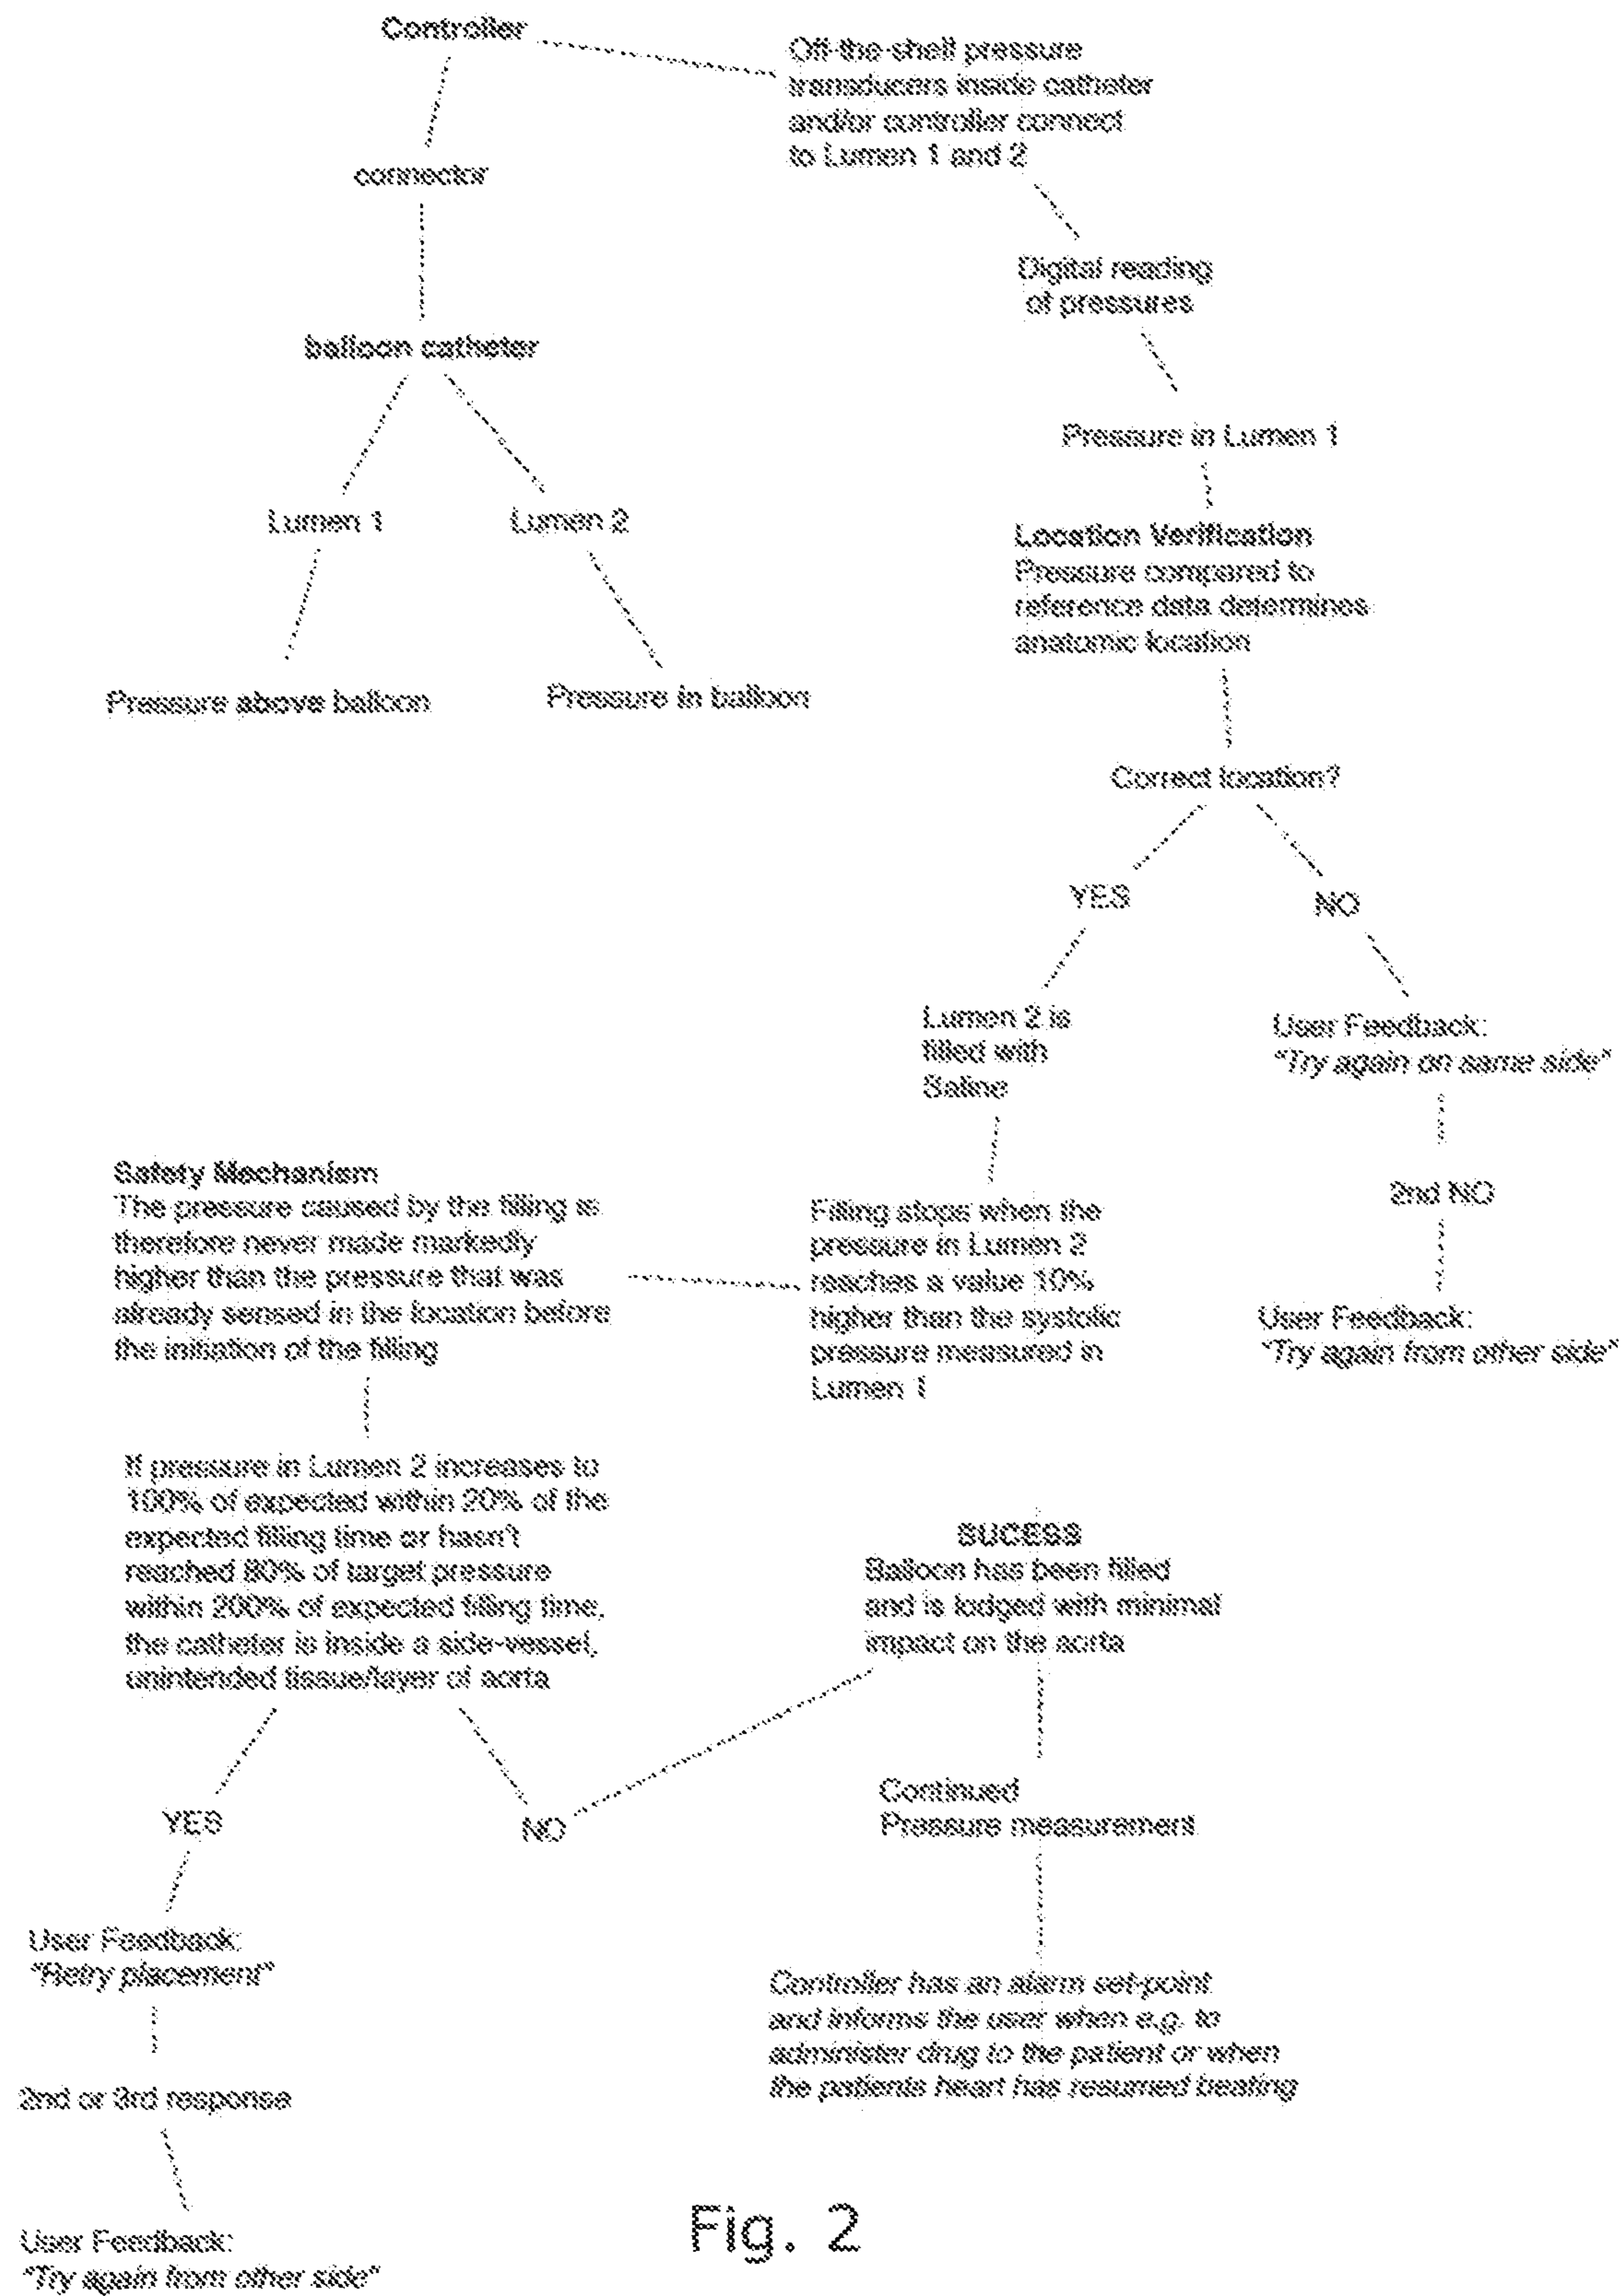 Controller
Off-the-shelf pressure
transducers inside catheter
and/or controller connect
to Lumen 1 and 2
connector
Digital reading
of pressures
balloon catheter
Pressure in Lumen 1
Lumen 1
Lumen 2
Location Verification
Pressure compared to
reference data determines
anatomic location
Pressure above balloon
Pressure in balloon
Correct location?
YES
NO
Lumen 2 is
filled with
Saline
User Feedback:
"Try again on same side"
2nd NO
User Feedback:
"Try again from other side"
Filling stops when the
pressure in Lumen 2
reaches a value 10%
higher than the systolic
pressure measured in
Lumen 1
Safety Mechanism
The pressure caused by the filling is
therefore never made markedly
higher than the pressure that was
already sensed in the location before
the initiation of the filling
If pressure in Lumen 2 increases to
100% of expected within 20% of the
expected filling time or hasn't
reached 80% of target pressure
within 200% of expected filling time,
the catheter is inside a side-vessel,
unintended tissue/layer of aorta
YES
NO
SUCESS
Balloon has been filled
and is lodged with minimal
impact on the aorta
Continued
Pressure measurement
Controller has an alarm set-point
and informs the user when e.g. to
administer drug to the patient or when
the patients heart has resumed beating
User Feedback:
"Retry placement"
2nd or 3rd response
User Feedback:
"Try again from other side"
Fig. 2